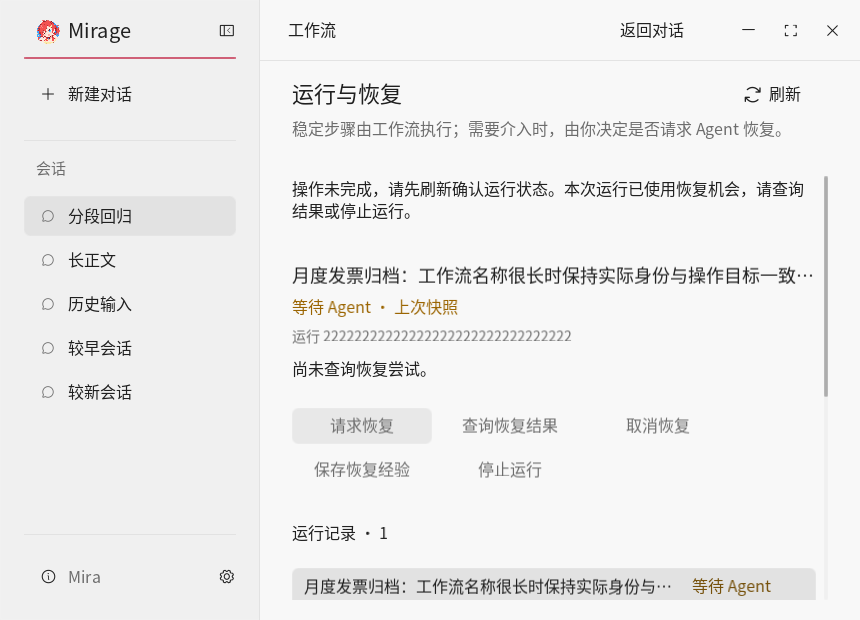 Mirage
工作流
返回对话
新建对话
会话
分段回归
长正文
历史输入
较早会话
较新会话
Mira
运行与恢复
刷新
稳定步骤由工作流执行；需要介入时，由你决定是否请求 Agent 恢复。
操作未完成，请先刷新确认运行状态。本次运行已使用恢复机会，请查询
结果或停止运行。
月度发票归档：工作流名称很长时保持实际身份与操作目标一致…
等待 Agent · 上次快照
运行 22222222222222222222222222222222
尚未查询恢复尝试。
请求恢复
查询恢复结果
取消恢复
保存恢复经验
停止运行
运行记录 · 1
月度发票归档：工作流名称很长时保持实际身份与…
等待 Agent